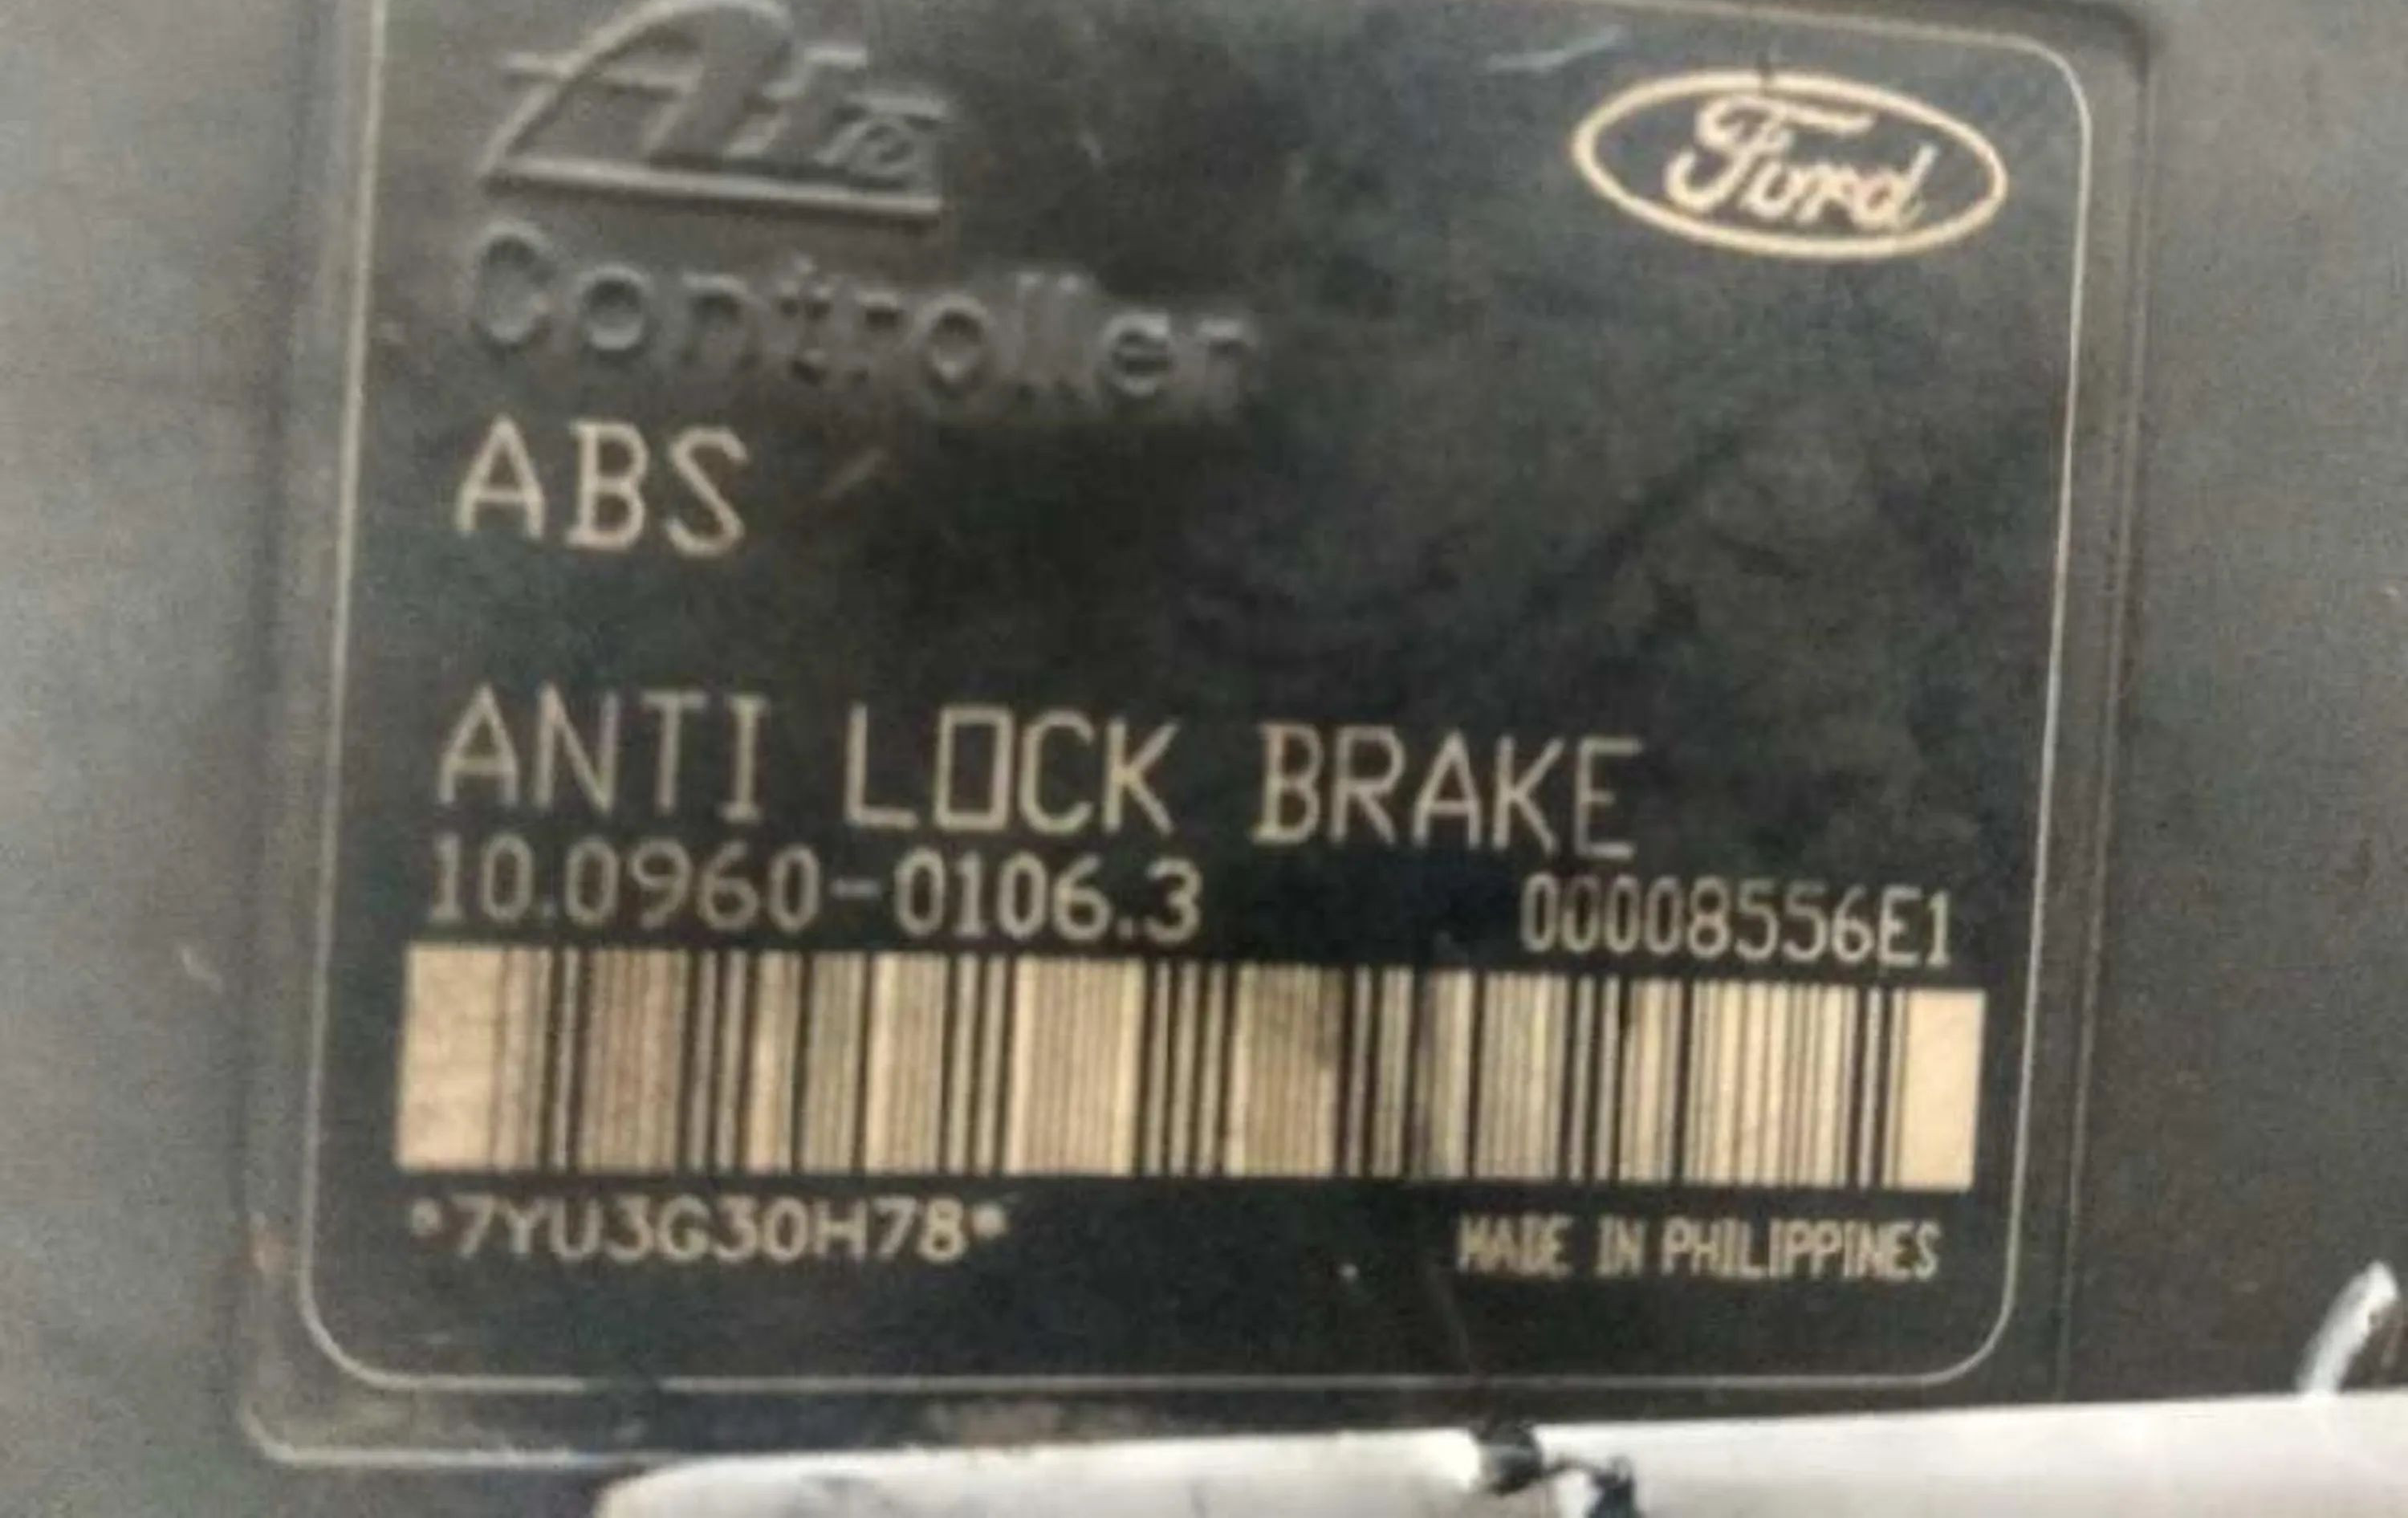 Ate
Ford
Controller
ABS
ANTI LOCK BRAKE
10.0960-0106.3 00008556E1
*7YU3G30H78*
MADE IN PHILIPPINES